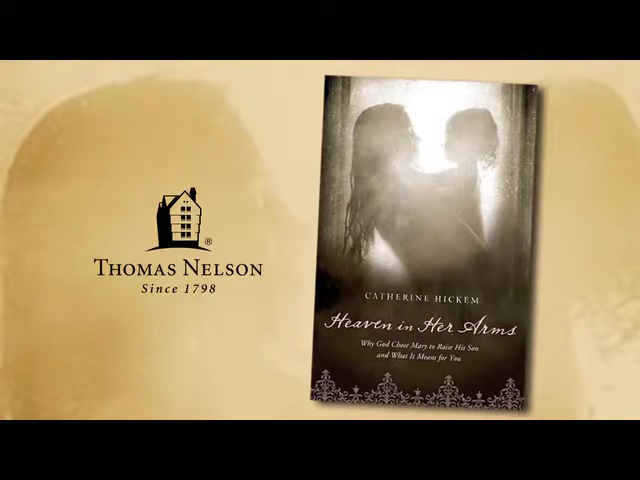 THOMAS NELSON
Since 1798
®
CATHERINE HICKEM
Heaven in Her Arms
Why God Chose Mary to Raise His Son
and What It Means for You